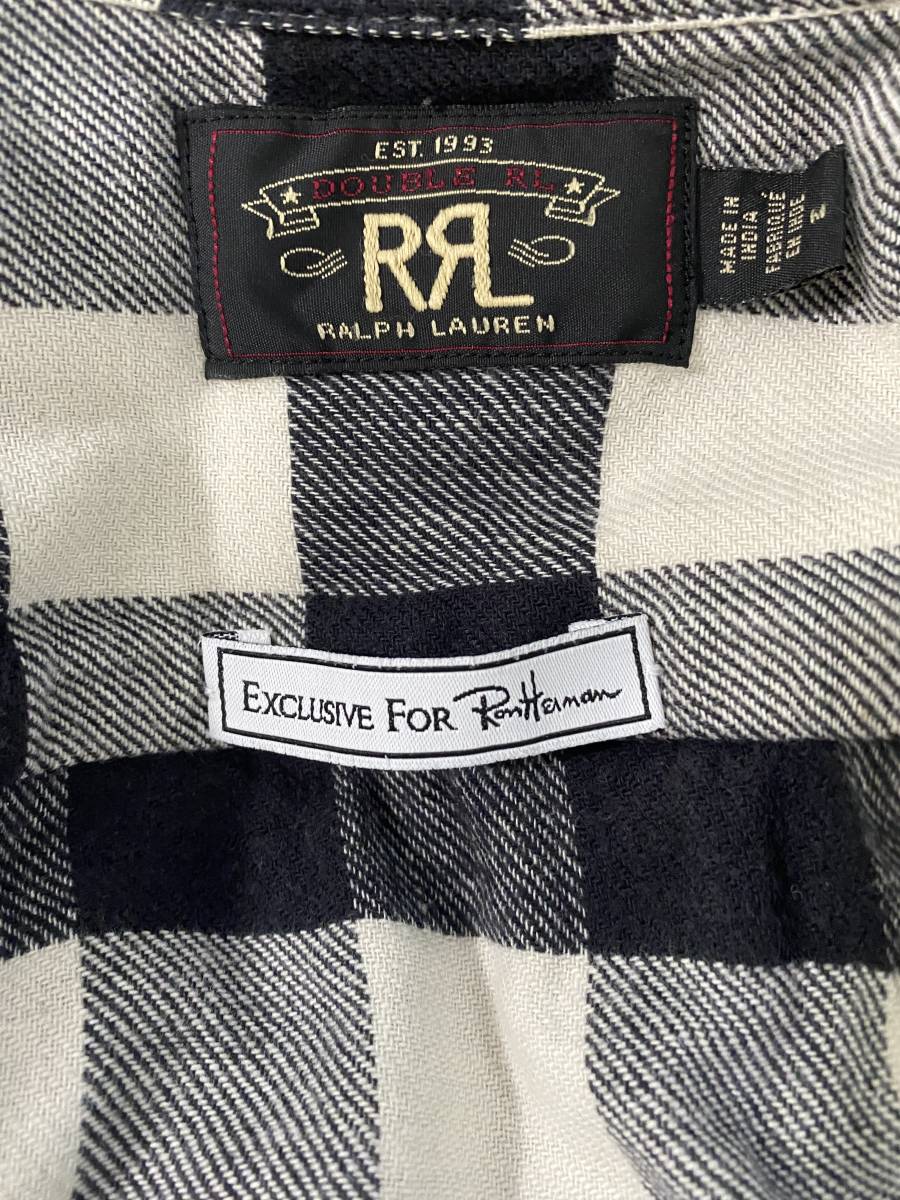 EST. 1993
DOUBLE RL
RRL
RALPH LAUREN
MADE IN
INDIA
FABRIQUÉ
EN INDE
EXCLUSIVE FOR Ron Herman